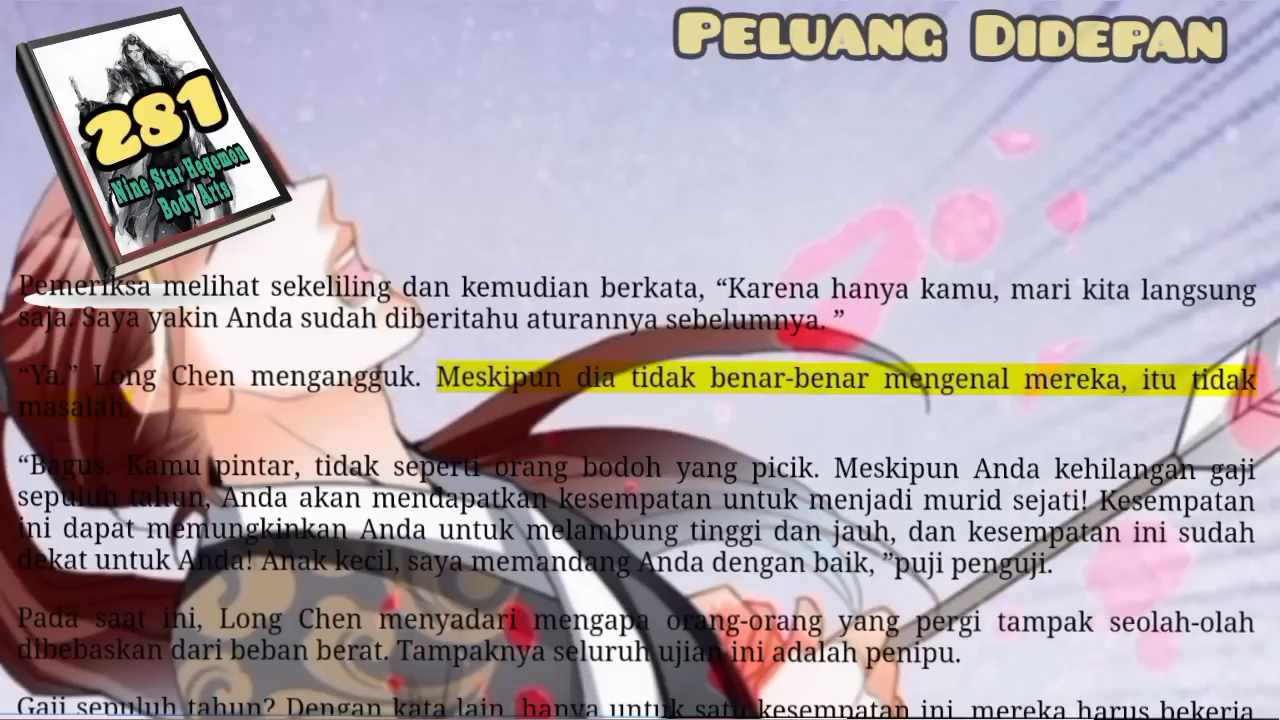 PELUANG DIDEPAN
281
Nine Star Hegemon
Body Arts
Pemeriksa melihat sekeliling dan kemudian berkata, “Karena hanya kamu, mari kita langsung
saja. Saya yakin Anda sudah diberitahu aturannya sebelumnya. ”
“Ya.” Long Chen mengangguk. Meskipun dia tidak benar-benar mengenal mereka, itu tidak
masalah.
“Bagus. Kamu pintar, tidak seperti orang bodoh yang picik. Meskipun Anda kehilangan gaji
sepuluh tahun, Anda akan mendapatkan kesempatan untuk menjadi murid sejati! Kesempatan
ini dapat memungkinkan Anda untuk melambung tinggi dan jauh, dan kesempatan ini sudah
dekat untuk Anda! Anak kecil, saya memandang Anda dengan baik, ”puji penguji.
Pada saat ini, Long Chen menyadari mengapa orang-orang yang pergi tampak seolah-olah
dibebaskan dari beban berat. Tampaknya seluruh ujian ini adalah penipu.
Gaji sepuluh tahun? Dengan kata lain, hanya untuk satu kesempatan ini, mereka harus bekerja